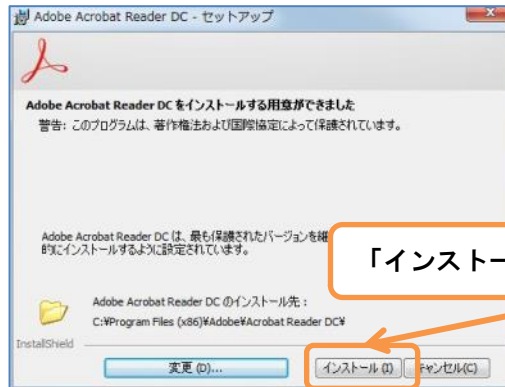 Adobe Acrobat Reader DC - セットアップ
Adobe Acrobat Reader DC をインストールする用意ができました
警告: このプログラムは、著作権法および国際協定によって保護されています。
Adobe Acrobat Reader DC は、最も保護されたバージョンを
的にインストールするように設定されています。
「インストー
Adobe Acrobat Reader DC のインストール先 :
C:¥Program Files (x86)¥Adobe¥Acrobat Reader DC¥
InstallShield
変更 (D)...
インストール (I)
キャンセル(C)